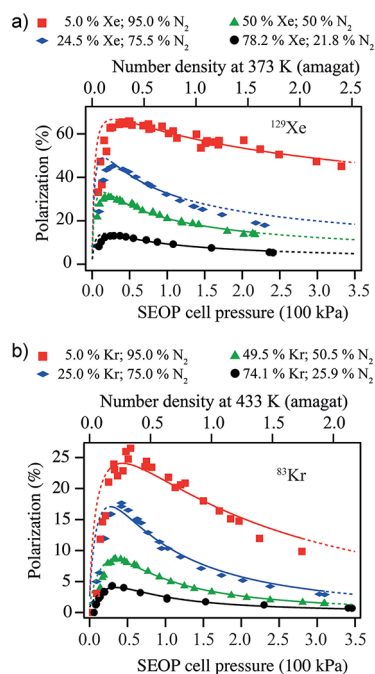 a)
5.0 % Xe; 95.0 % N₂ 50 % Xe; 50 % N₂
24.5 % Xe; 75.5 % N₂ 78.2 % Xe; 21.8 % N₂
Number density at 373 K (amagat)
0.0 0.5 1.0 1.5 2.0 2.5
¹²⁹Xe
Polarization (%)
60
40
20
0
0.0 0.5 1.0 1.5 2.0 2.5 3.0 3.5
SEOP cell pressure (100 kPa)
b)
5.0 % Kr; 95.0 % N₂ 49.5 % Kr; 50.5 % N₂
25.0 % Kr; 75.0 % N₂ 74.1 % Kr; 25.9 % N₂
Number density at 433 K (amagat)
0.0 0.5 1.0 1.5 2.0
⁸³Kr
Polarization (%)
25
20
15
10
5
0
0.0 0.5 1.0 1.5 2.0 2.5 3.0 3.5
SEOP cell pressure (100 kPa)